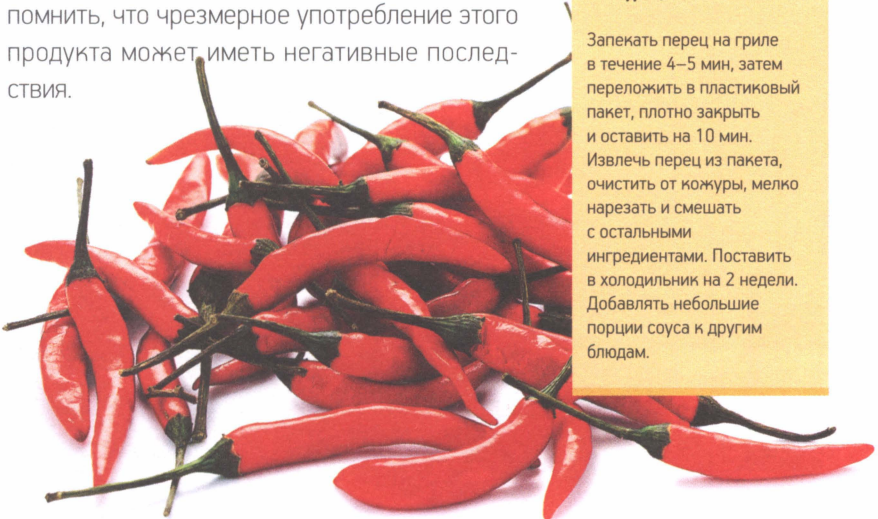 помнить, что чрезмерное употребление этого
продукта может иметь негативные послед-
ствия.
Запекать перец на гриле
в течение 4–5 мин, затем
переложить в пластиковый
пакет, плотно закрыть
и оставить на 10 мин.
Извлечь перец из пакета,
очистить от кожуры, мелко
нарезать и смешать
с остальными
ингредиентами. Поставить
в холодильник на 2 недели.
Добавлять небольшие
порции соуса к другим
блюдам.